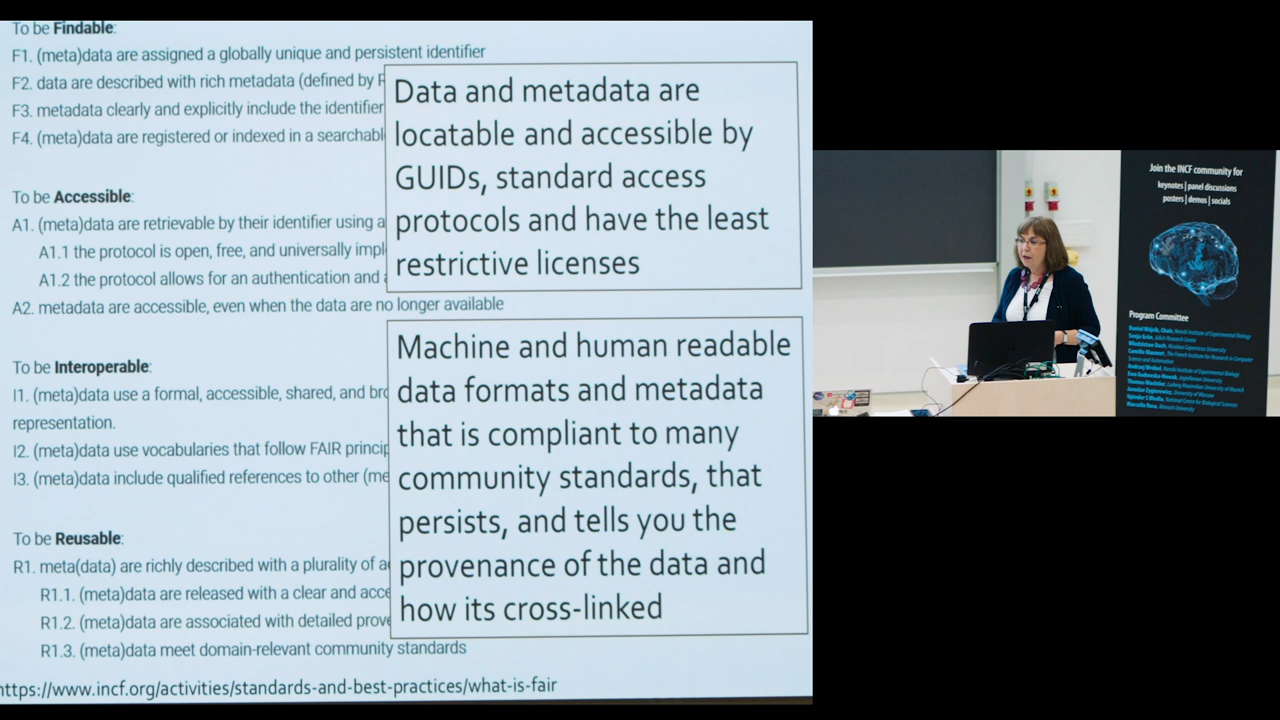 To be Findable:
F1. (meta)data are assigned a globally unique and persistent identifier
F2. data are described with rich metadata (defined by R
F3. metadata clearly and explicitly include the identifier
F4. (meta)data are registered or indexed in a searchabl
To be Accessible:
A1. (meta)data are retrievable by their identifier using a
A1.1 the protocol is open, free, and universally impl
A1.2 the protocol allows for an authentication and a
A2. metadata are accessible, even when the data are no longer available
To be Interoperable:
I1. (meta)data use a formal, accessible, shared, and bro
representation.
I2. (meta)data use vocabularies that follow FAIR princip
I3. (meta)data include qualified references to other (me
To be Reusable:
R1. meta(data) are richly described with a plurality of a
R1.1. (meta)data are released with a clear and acce
R1.2. (meta)data are associated with detailed prove
R1.3. (meta)data meet domain-relevant community standards
https://www.incf.org/activities/standards-and-best-practices/what-is-fair
Data and metadata are
locatable and accessible by
GUIDs, standard access
protocols and have the least
restrictive licenses
Machine and human readable
data formats and metadata
that is compliant to many
community standards, that
persists, and tells you the
provenance of the data and
how its cross-linked
Join the INCF community for
keynotes | panel discussions
posters | demos | socials
Program Committee